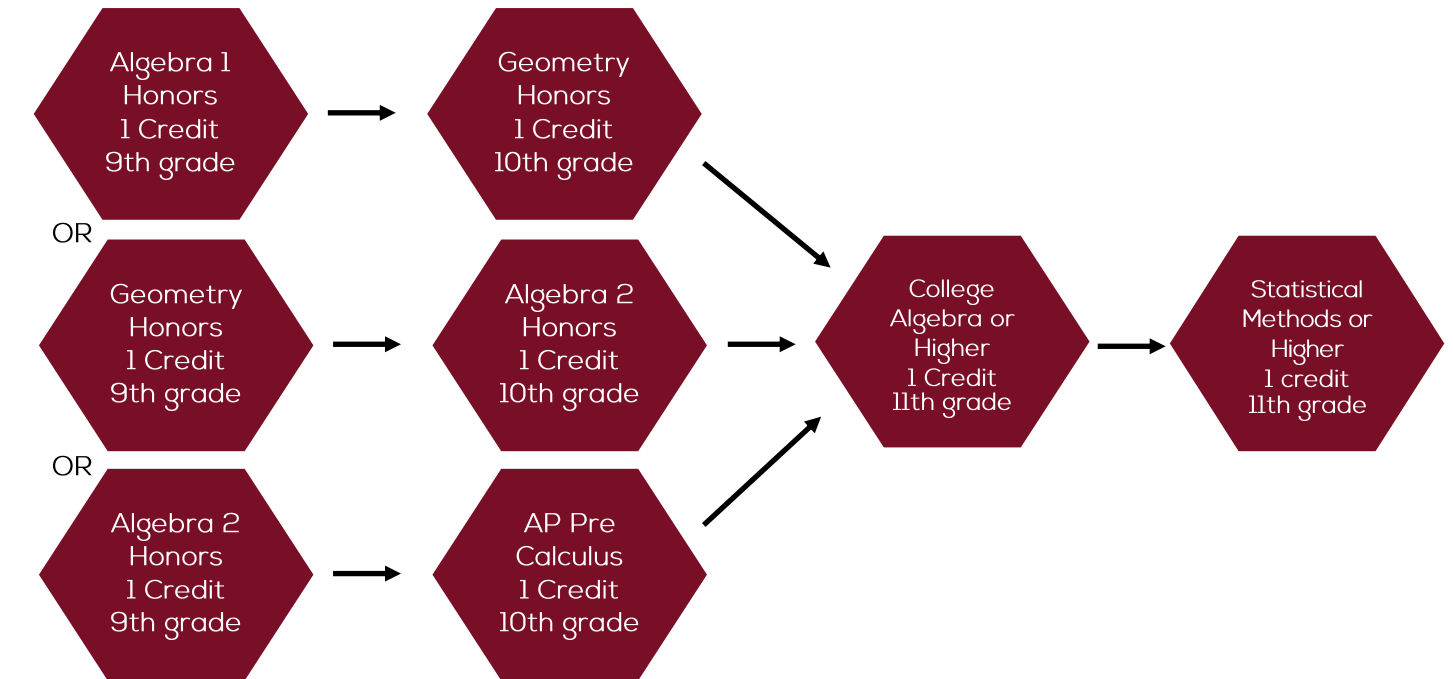 Algebra 1
Honors
1 Credit
9th grade
Geometry
Honors
1 Credit
10th grade
OR
Geometry
Honors
1 Credit
9th grade
Algebra 2
Honors
1 Credit
10th grade
College
Algebra or
Higher
1 Credit
11th grade
Statistical
Methods or
Higher
1 credit
11th grade
OR
Algebra 2
Honors
1 Credit
9th grade
AP Pre
Calculus
1 Credit
10th grade